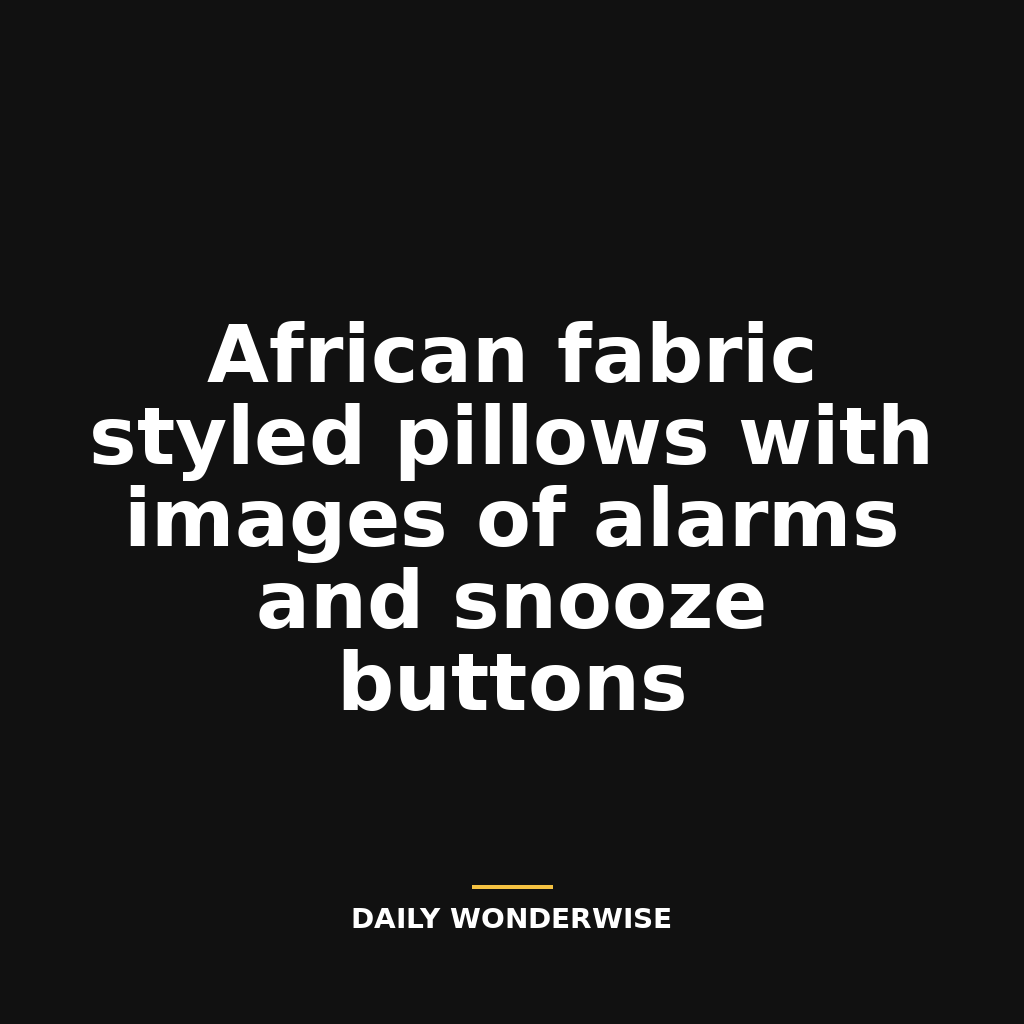 African fabric
styled pillows with
images of alarms
and snooze
buttons
DAILY WONDERWISE